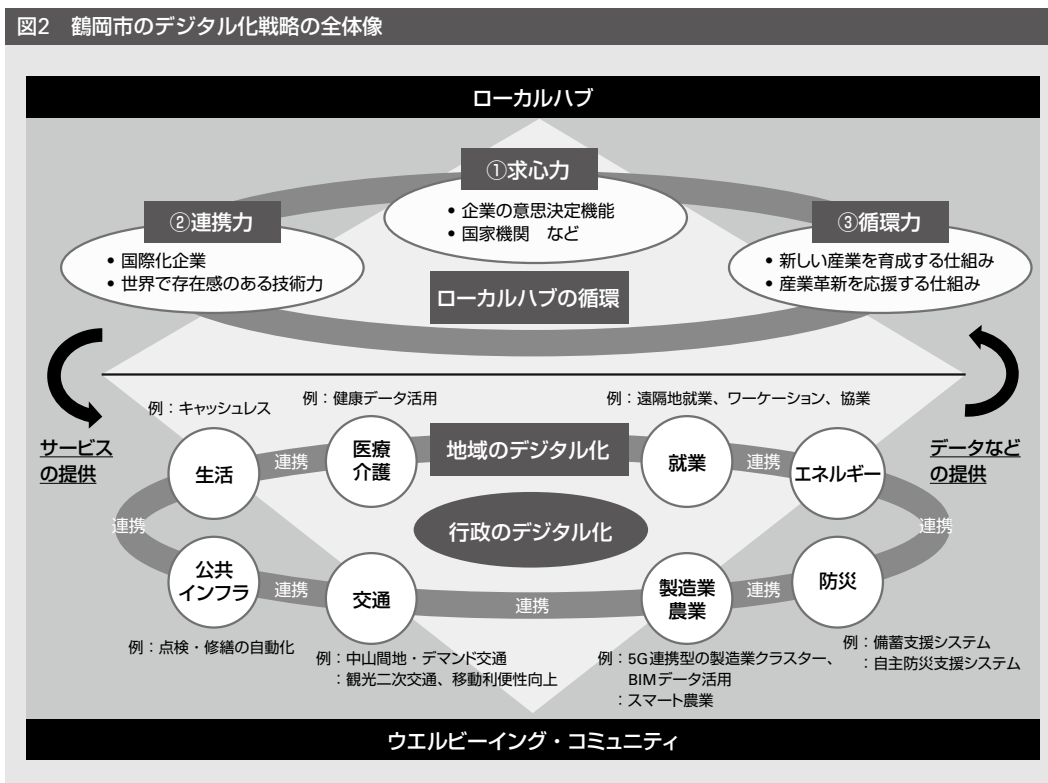 図2 鶴岡市のデジタル化戦略の全体像
ローカルハブ
①求心力
• 企業の意思決定機能
• 国家機関 など
②連携力
• 国際化企業
• 世界で存在感のある技術力
③循環力
• 新しい産業を育成する仕組み
• 産業革新を応援する仕組み
ローカルハブの循環
サービス
の提供
データなど
の提供
例：キャッシュレス
例：健康データ活用
例：遠隔地就業、ワーケーション、協業
生活
連携
医療
介護
地域のデジタル化
就業
連携
エネルギー
連携
行政のデジタル化
連携
公共
インフラ
連携
交通
連携
製造業
農業
連携
防災
例：点検・修繕の自動化
例：中山間地・デマンド交通
：観光二次交通、移動利便性向上
例：5G連携型の製造業クラスター、
BIMデータ活用
：スマート農業
例：備蓄支援システム
：自主防災支援システム
ウエルビーイング・コミュニティ